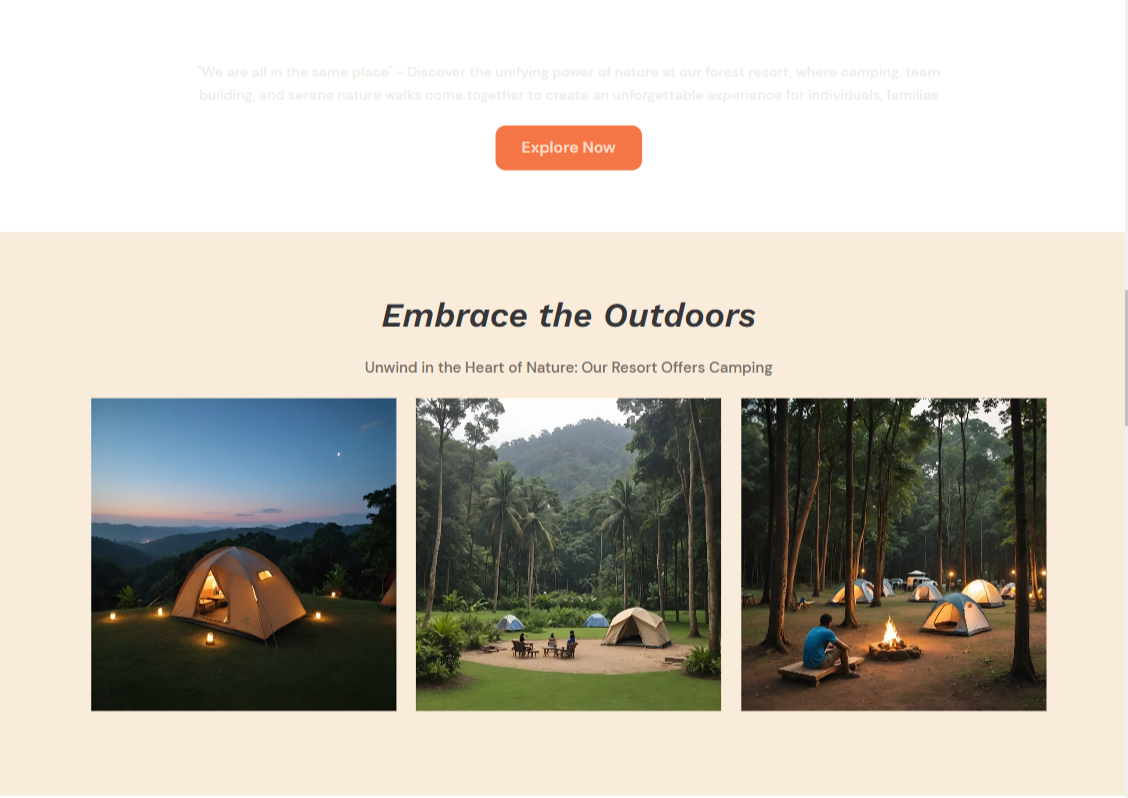 "We are all in the same place" - Discover the unifying power of nature at our forest resort, where camping, team
building, and serene nature walks come together to create an unforgettable experience for individuals, families
Explore Now
Embrace the Outdoors
Unwind in the Heart of Nature: Our Resort Offers Camping